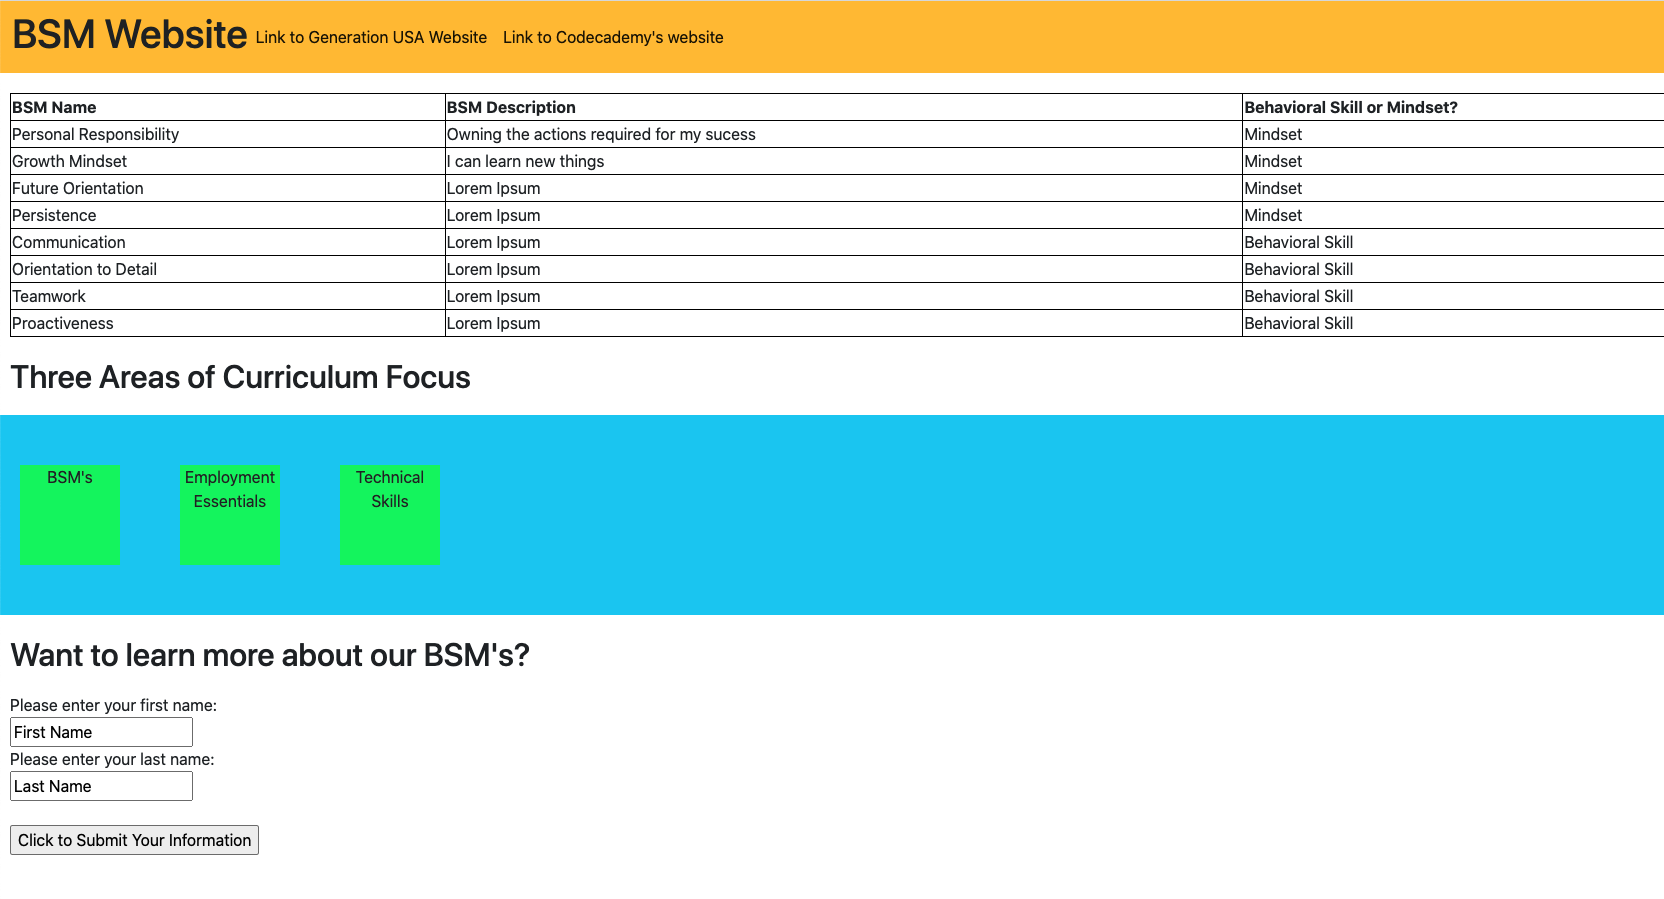 BSM Website Link to Generation USA Website Link to Codecademy's website
BSM Name BSM Description Behavioral Skill or Mindset?
Personal Responsibility Owning the actions required for my sucess Mindset
Growth Mindset I can learn new things Mindset
Future Orientation Lorem Ipsum Mindset
Persistence Lorem Ipsum Mindset
Communication Lorem Ipsum Behavioral Skill
Orientation to Detail Lorem Ipsum Behavioral Skill
Teamwork Lorem Ipsum Behavioral Skill
Proactiveness Lorem Ipsum Behavioral Skill
Three Areas of Curriculum Focus
BSM's
Employment
Essentials
Technical
Skills
Want to learn more about our BSM's?
Please enter your first name:
First Name
Please enter your last name:
Last Name
Click to Submit Your Information